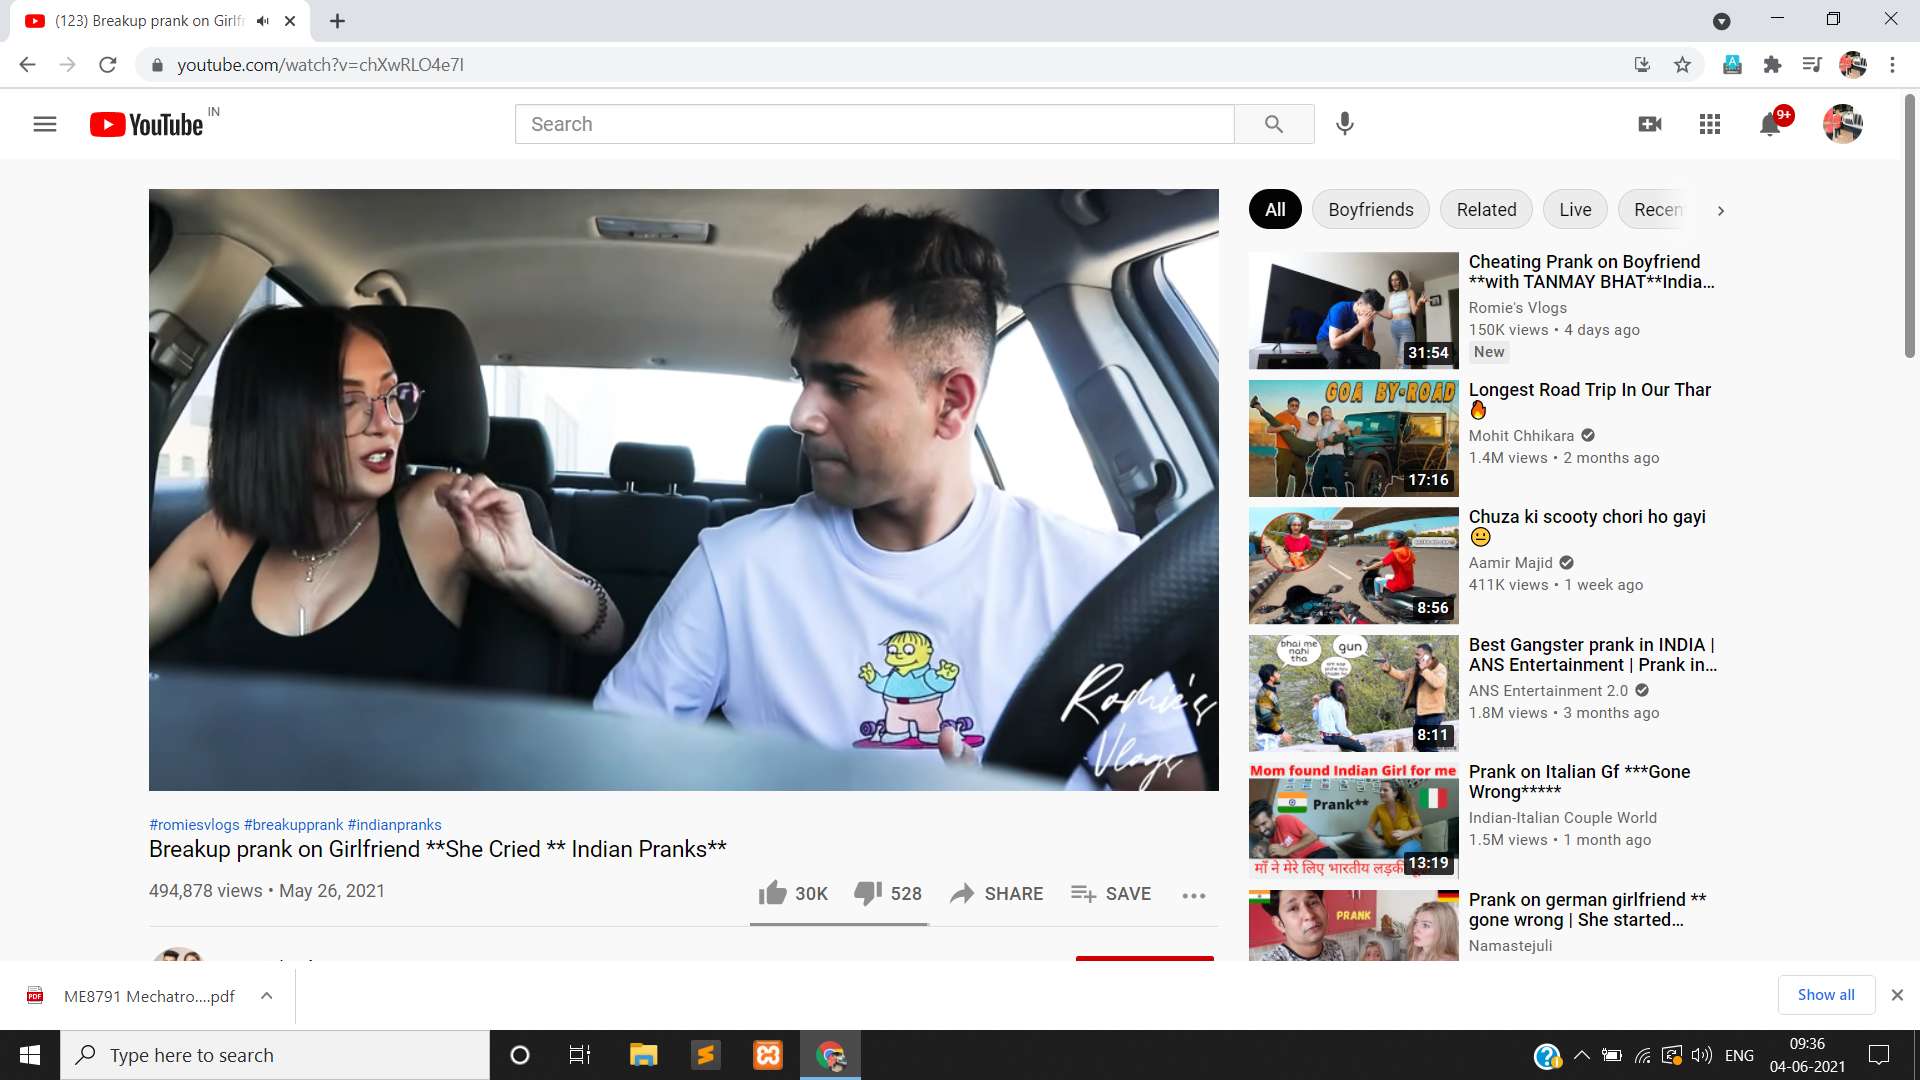 (123) Breakup prank on Girlf
youtube.com/watch?v=chXwRLO4e7I
YouTube IN
Search
9+
Romie's
Vlogs
#romiesvlogs #breakupprank #indianpranks
Breakup prank on Girlfriend **She Cried ** Indian Pranks**
494,878 views • May 26, 2021
30K
528
SHARE
SAVE
All
Boyfriends
Related
Live
Recen
Cheating Prank on Boyfriend
**with TANMAY BHAT**India...
Romie's Vlogs
150K views • 4 days ago
New
31:54
GOA BY-ROAD
17:16
Longest Road Trip In Our Thar
🔥
Mohit Chhikara
1.4M views • 2 months ago
8:56
Chuza ki scooty chori ho gayi
😐
Aamir Majid
411K views • 1 week ago
bhai me
nahi
tha
gun
8:11
Best Gangster prank in INDIA |
ANS Entertainment | Prank in...
ANS Entertainment 2.0
1.8M views • 3 months ago
Mom found Indian Girl for me
Prank**
माँ ने मेरे लिए भारतीय लड़की
13:19
Prank on Italian Gf ***Gone
Wrong*****
Indian-Italian Couple World
1.5M views • 1 month ago
PRANK
Prank on german girlfriend **
gone wrong | She started...
Namastejuli
ME8791 Mechatro....pdf
Show all
Type here to search
ENG
09:36
04-06-2021